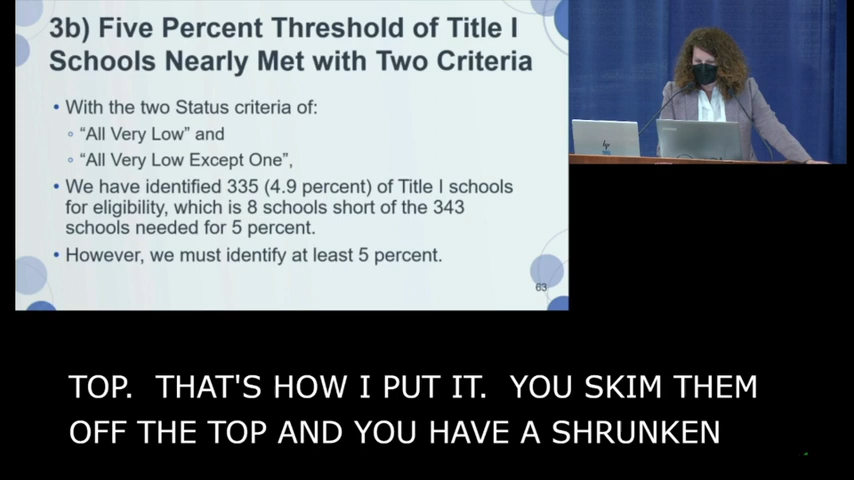 3b) Five Percent Threshold of Title I
Schools Nearly Met with Two Criteria
• With the two Status criteria of:
◦ “All Very Low” and
◦ “All Very Low Except One”,
• We have identified 335 (4.9 percent) of Title I schools
for eligibility, which is 8 schools short of the 343
schools needed for 5 percent.
• However, we must identify at least 5 percent.
63
hp
TOP. THAT'S HOW I PUT IT. YOU SKIM THEM
OFF THE TOP AND YOU HAVE A SHRUNKEN